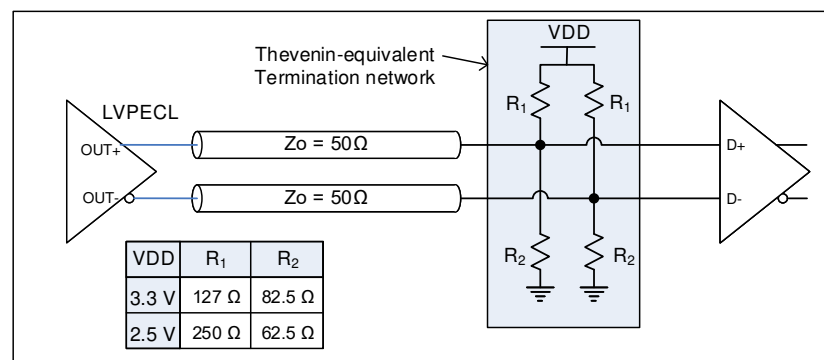 VDD
Thevenin-equivalent
Termination network
R1 R1
LVPECL
OUT+ Zo = 50Ω D+
OUT- Zo = 50Ω D-
R2 R2
VDD R1 R2
3.3 V 127 Ω 82.5 Ω
2.5 V 250 Ω 62.5 Ω